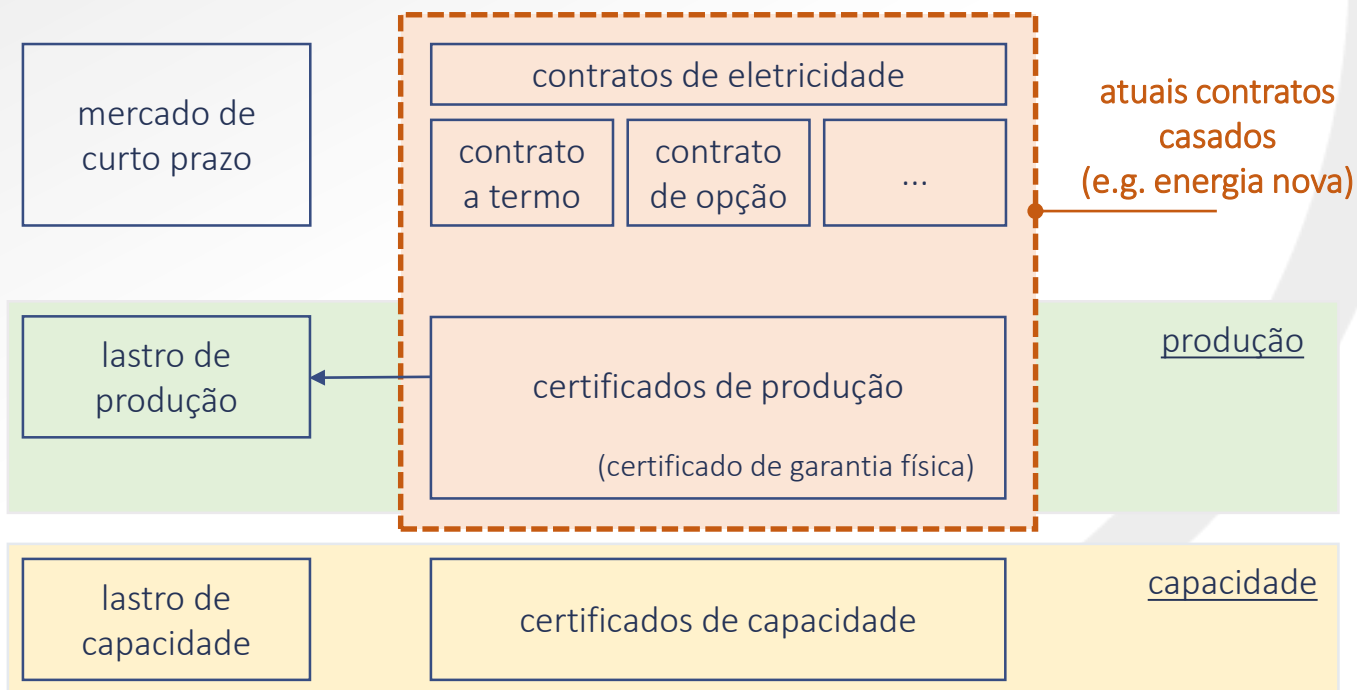 mercado de
curto prazo
contratos de eletricidade
contrato
a termo
contrato
de opção
...
atuais contratos
casados
(e.g. energia nova)
lastro de
produção
certificados de produção
(certificado de garantia física)
produção
lastro de
capacidade
certificados de capacidade
capacidade